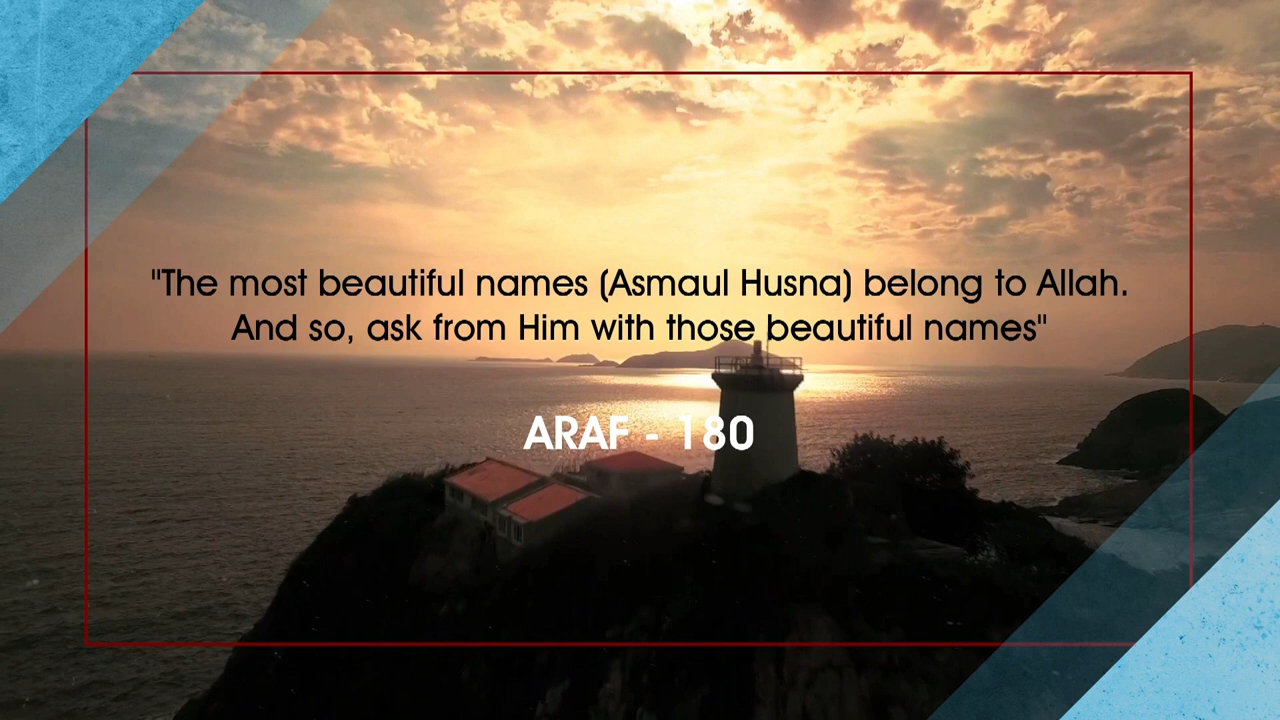 "The most beautiful names (Asmaul Husna) belong to Allah.
And so, ask from Him with those beautiful names"
ARAF - 180